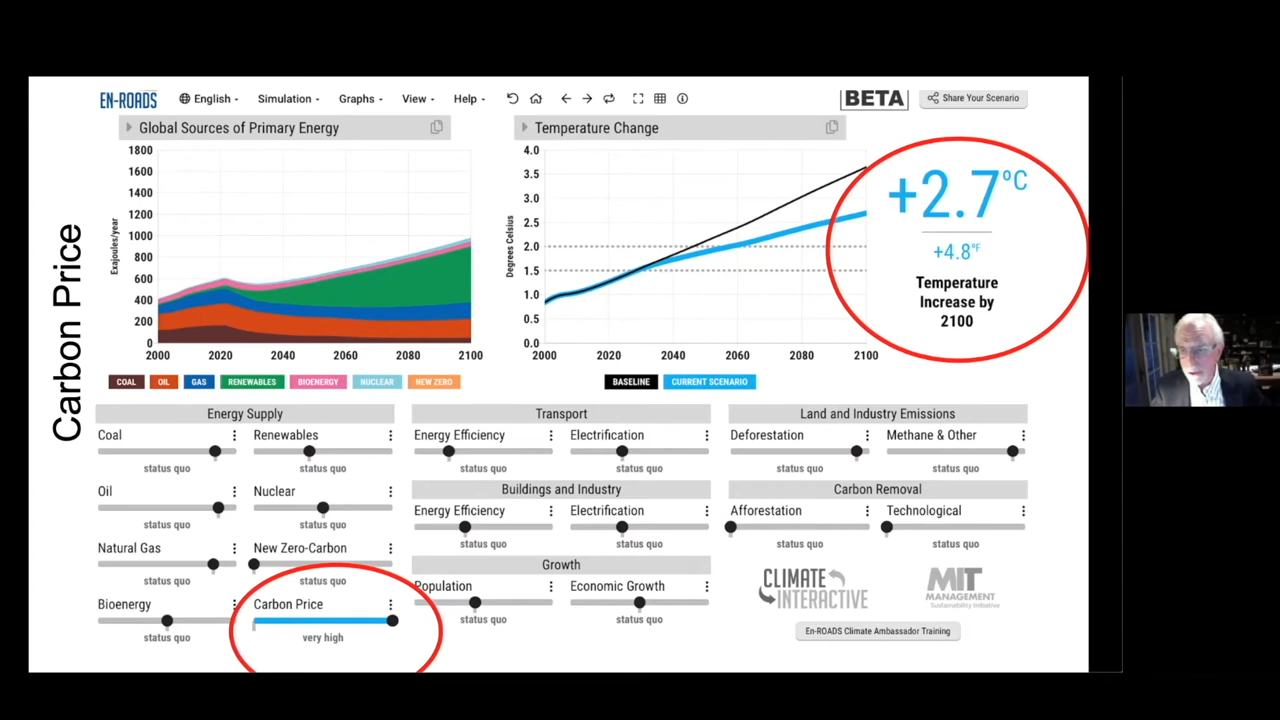 Carbon Price
EN-ROADS
English
Simulation
Graphs
View
Help
BETA
Share Your Scenario
Global Sources of Primary Energy
Exajoules/year
1800
1600
1400
1200
1000
800
600
400
200
0
2000 2020 2040 2060 2080 2100
COAL OIL GAS RENEWABLES BIOENERGY NUCLEAR NEW ZERO
Temperature Change
Degrees Celsius
4.0
3.5
3.0
2.5
2.0
1.5
1.0
0.5
0.0
2000 2020 2040 2060 2080 2100
BASELINE CURRENT SCENARIO
+2.7°C
+4.8°F
Temperature
Increase by
2100
Energy Supply
Coal
status quo
Renewables
status quo
Oil
status quo
Nuclear
status quo
Natural Gas
status quo
New Zero-Carbon
status quo
Bioenergy
status quo
Carbon Price
very high
Transport
Energy Efficiency
status quo
Electrification
status quo
Buildings and Industry
Energy Efficiency
status quo
Electrification
status quo
Growth
Population
status quo
Economic Growth
status quo
Land and Industry Emissions
Deforestation
status quo
Methane & Other
status quo
Carbon Removal
Afforestation
status quo
Technological
status quo
CLIMATE
INTERACTIVE
MIT
MANAGEMENT
Sustainability Initiative
En-ROADS Climate Ambassador Training